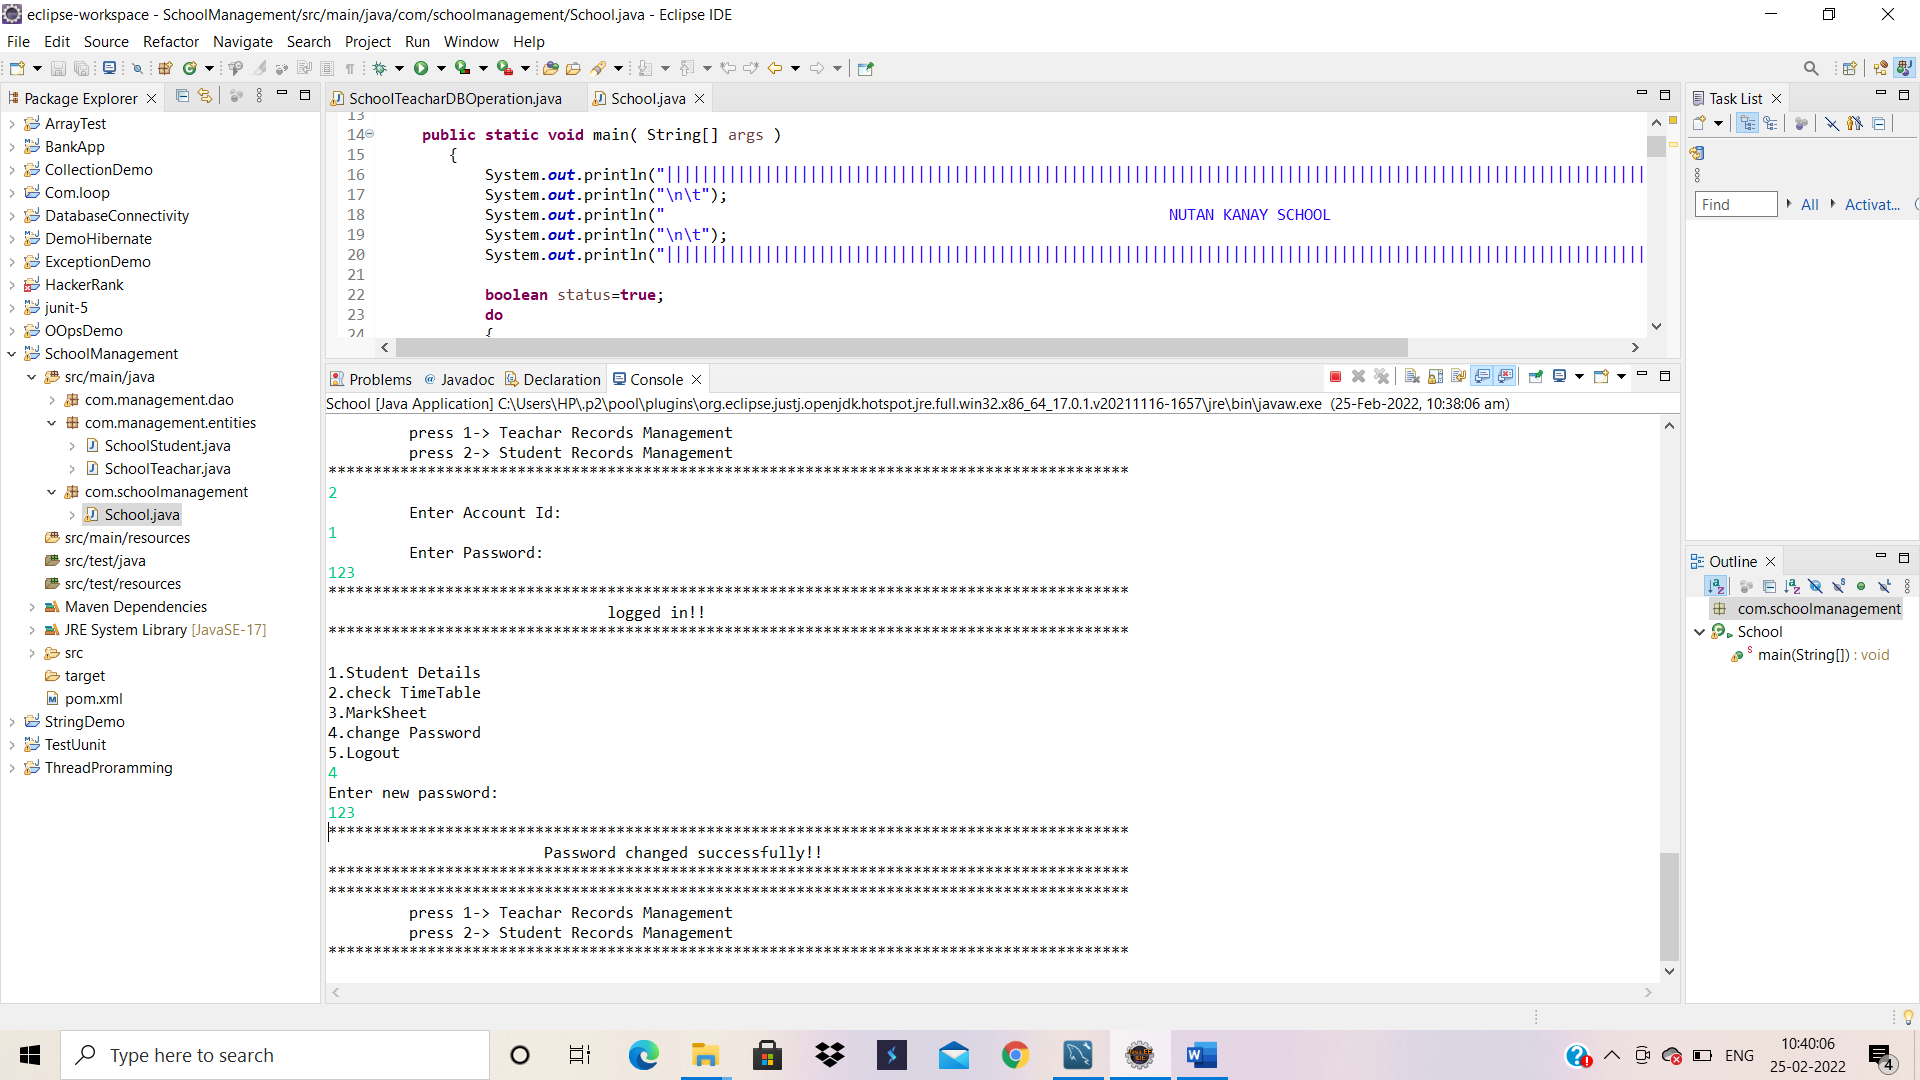 eclipse-workspace - SchoolManagement/src/main/java/com/schoolmanagement/School.java - Eclipse IDE
File Edit Source Refactor Navigate Search Project Run Window Help
Package Explorer
ArrayTest
BankApp
CollectionDemo
Com.loop
DatabaseConnectivity
DemoHibernate
ExceptionDemo
HackerRank
junit-5
OOpsDemo
SchoolManagement
src/main/java
com.management.dao
com.management.entities
SchoolStudent.java
SchoolTeachar.java
com.schoolmanagement
School.java
src/main/resources
src/test/java
src/test/resources
Maven Dependencies
JRE System Library [JavaSE-17]
src
target
pom.xml
StringDemo
TestUunit
ThreadProramming
SchoolTeacharDBOperation.java School.java
13
14 public static void main( String[] args )
15 {
16 System.out.println("||||||||||||||||||||||||||||||||||||||||||||||||||||||||||||||||||||||||||||||||||||||||||||||||||||||||||||
17 System.out.println("\n\t");
18 System.out.println(" NUTAN KANAY SCHOOL
19 System.out.println("\n\t");
20 System.out.println("||||||||||||||||||||||||||||||||||||||||||||||||||||||||||||||||||||||||||||||||||||||||||||||||||||||||||||
21
22 boolean status=true;
23 do
24 {
Problems @ Javadoc Declaration Console
School [Java Application] C:\Users\HP\.p2\pool\plugins\org.eclipse.justj.openjdk.hotspot.jre.full.win32.x86_64_17.0.1.v20211116-1657\jre\bin\javaw.exe (25-Feb-2022, 10:38:06 am)
press 1-> Teachar Records Management
press 2-> Student Records Management
*****************************************************************************************
2
Enter Account Id:
1
Enter Password:
123
*****************************************************************************************
logged in!!
*****************************************************************************************
1.Student Details
2.check TimeTable
3.MarkSheet
4.change Password
5.Logout
4
Enter new password:
123
*****************************************************************************************
Password changed successfully!!
*****************************************************************************************
*****************************************************************************************
press 1-> Teachar Records Management
press 2-> Student Records Management
*****************************************************************************************
Task List
Find All Activat...
Outline
com.schoolmanagement
School
main(String[]) : void
Type here to search
ENG
10:40:06
25-02-2022
4